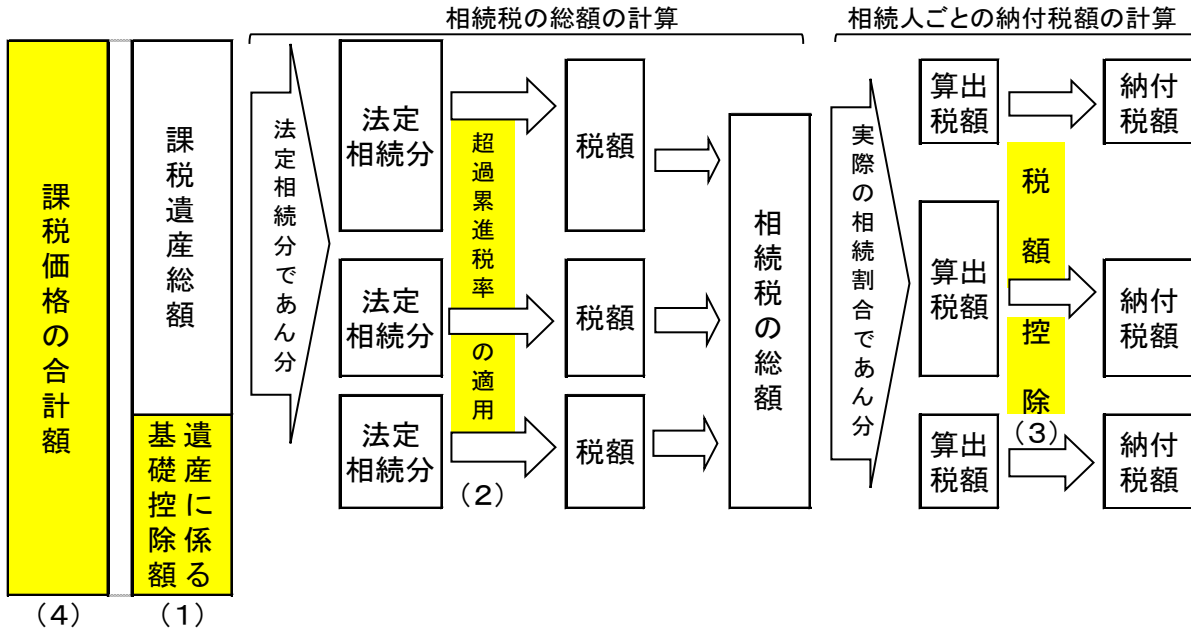 相続税の総額の計算
相続人ごとの納付税額の計算
課税価格の合計額
(4)
課税遺産総額
遺産に係る
基礎控除額
(1)
法定相続分であん分
法定
相続分
法定
相続分
法定
相続分
超過累進税率の適用
(2)
税額
税額
税額
相続税の総額
実際の相続割合であん分
算出
税額
算出
税額
算出
税額
税額控除
(3)
納付
税額
納付
税額
納付
税額